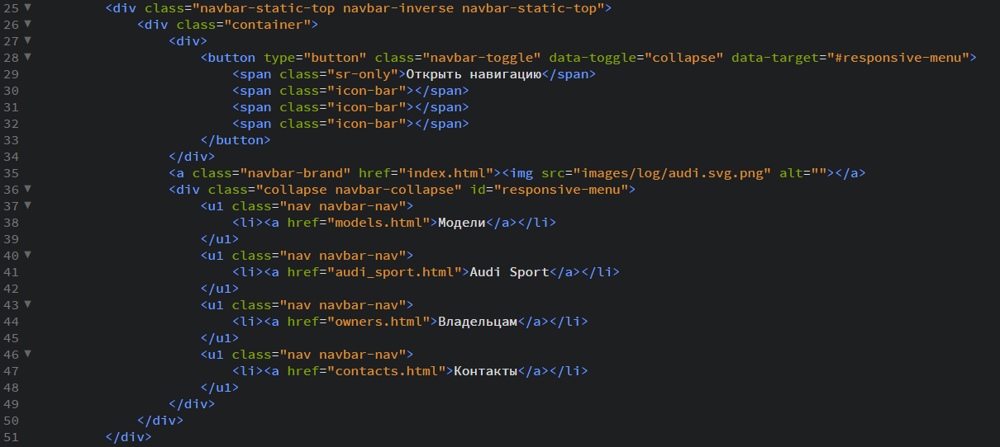 25 ▼ <div class="navbar-static-top navbar-inverse navbar-static-top">
26 ▼ <div class="container">
27 ▼ <div>
28 ▼ <button type="button" class="navbar-toggle" data-toggle="collapse" data-target="#responsive-menu">
29 <span class="sr-only">Открыть навигацию</span>
30 <span class="icon-bar"></span>
31 <span class="icon-bar"></span>
32 <span class="icon-bar"></span>
33 </button>
34 </div>
35 <a class="navbar-brand" href="index.html"><img src="images/log/audi.svg.png" alt=""></a>
36 ▼ <div class="collapse navbar-collapse" id="responsive-menu">
37 ▼ <u1 class="nav navbar-nav">
38 <li><a href="models.html">Модели</a></li>
39 </u1>
40 ▼ <u1 class="nav navbar-nav">
41 <li><a href="audi_sport.html">Audi Sport</a></li>
42 </u1>
43 ▼ <u1 class="nav navbar-nav">
44 <li><a href="owners.html">Владельцам</a></li>
45 </u1>
46 ▼ <u1 class="nav navbar-nav">
47 <li><a href="contacts.html">Контакты</a></li>
48 </u1>
49 </div>
50 </div>
51 </div>